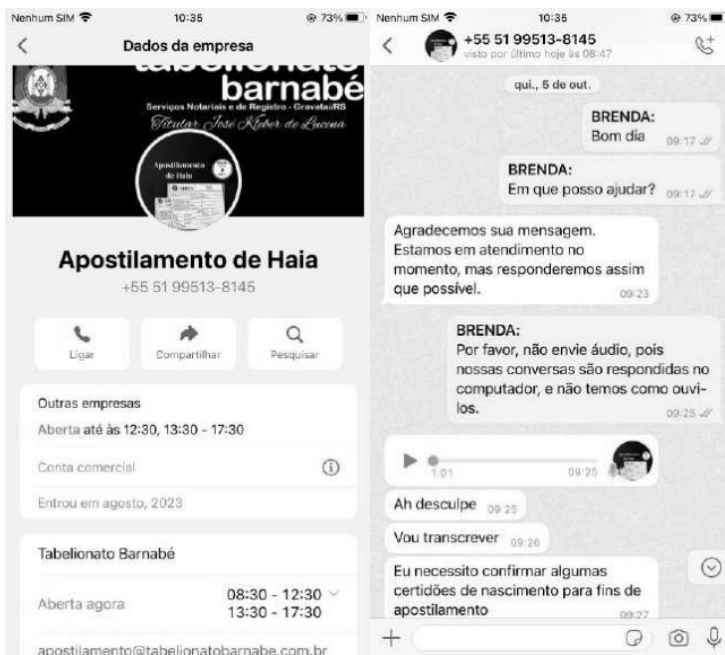 Nenhum SIM 10:35 73%
Dados da empresa
tabelionato
barnabé
Serviços Notariais e de Registro - Gravataí/RS
Titular José Kleber de Lucena
Apostilamento
de Haia
Apostilamento de Haia
+55 51 99513-8145
Ligar
Compartilhar
Pesquisar
Outras empresas
Aberta até às 12:30, 13:30 - 17:30
Conta comercial
Entrou em agosto, 2023
Tabelionato Barnabé
Aberta agora
08:30 - 12:30
13:30 - 17:30
apostilamento@tabelionatobarnabe.com.br
Nenhum SIM 10:35 73%
+55 51 99513-8145
visto por último hoje às 08:47
qui., 5 de out.
BRENDA:
Bom dia 09:17
BRENDA:
Em que posso ajudar? 09:17
Agradecemos sua mensagem.
Estamos em atendimento no
momento, mas responderemos assim
que possível. 09:23
BRENDA:
Por favor, não envie áudio, pois
nossas conversas são respondidas no
computador, e não temos como ouvi-
los. 09:25
1:01 09:25
Ah desculpe 09:25
Vou transcrever 09:26
Eu necessito confirmar algumas
certidões de nascimento para fins de
apostilamento 09:27